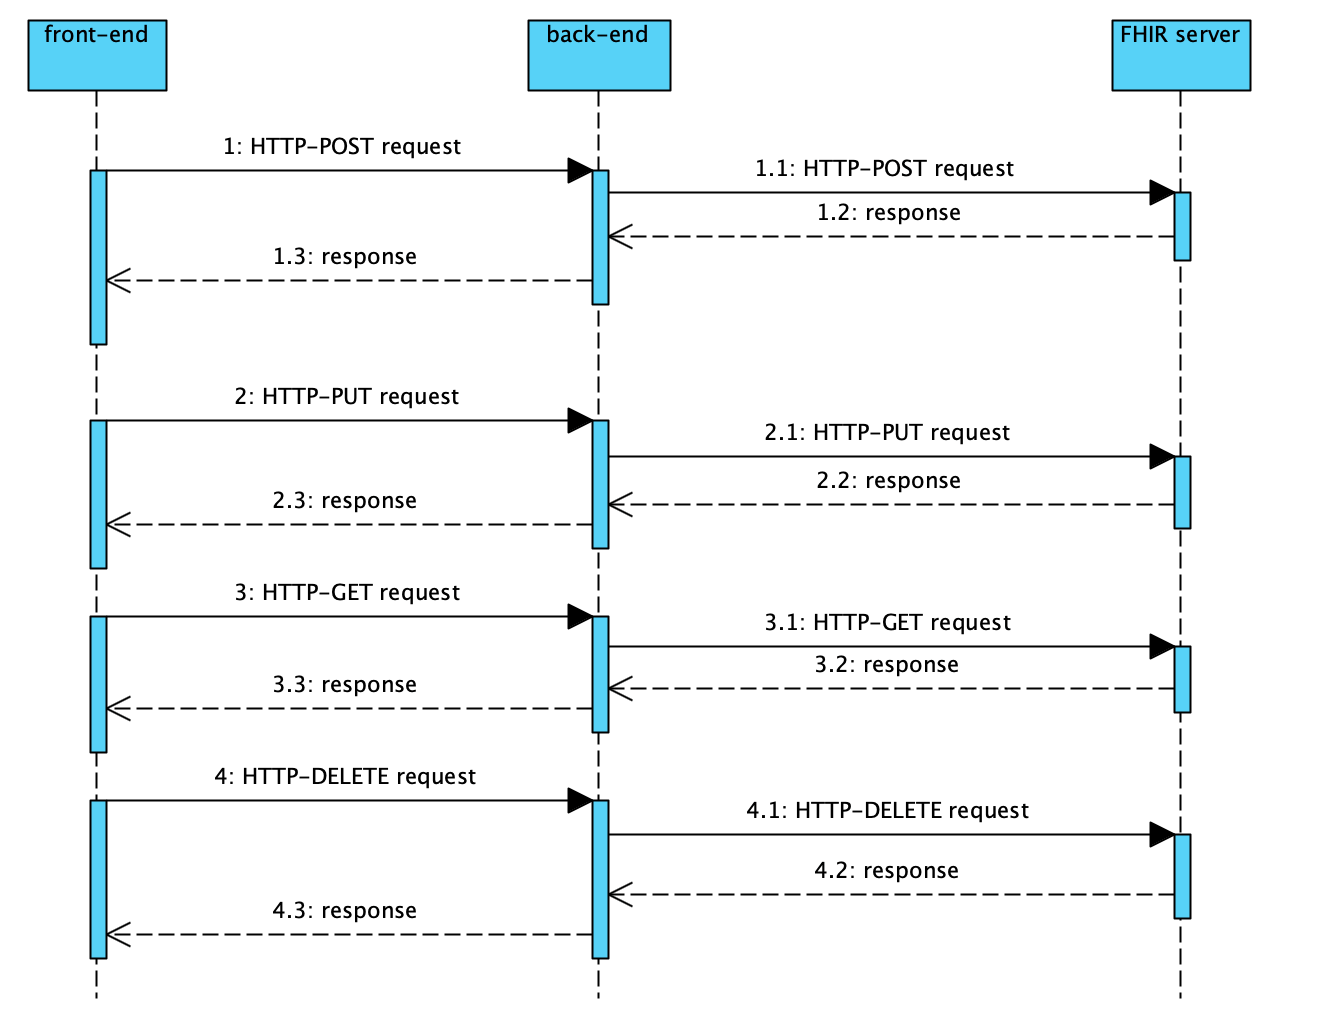 front-end
back-end
FHIR server
1: HTTP-POST request
1.1: HTTP-POST request
1.2: response
1.3: response
2: HTTP-PUT request
2.1: HTTP-PUT request
2.2: response
2.3: response
3: HTTP-GET request
3.1: HTTP-GET request
3.2: response
3.3: response
4: HTTP-DELETE request
4.1: HTTP-DELETE request
4.2: response
4.3: response